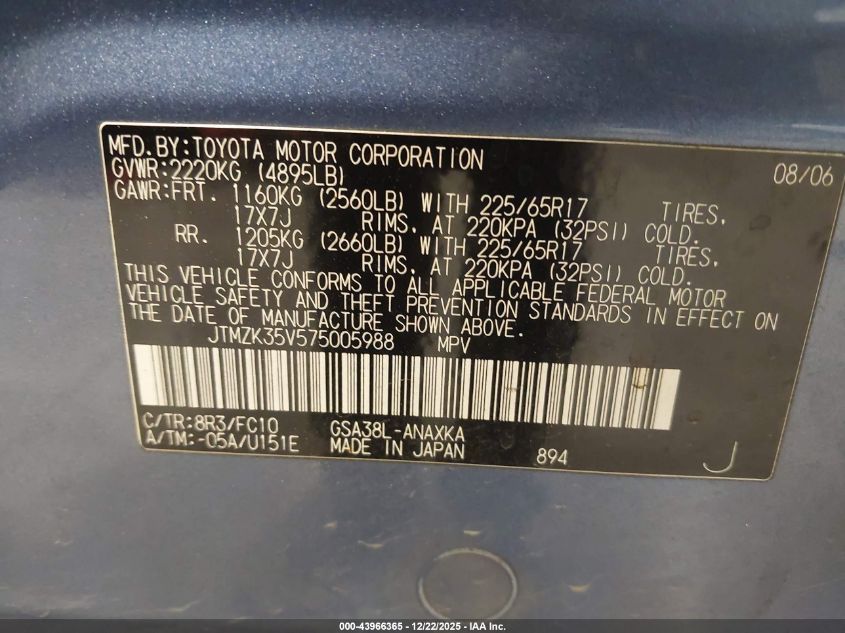 MFD.BY:TOYOTA MOTOR CORPORATION 08/06
GVWR:2220KG (4895LB)
GAWR:FRT. 1160KG (2560LB) WITH 225/65R17 TIRES,
17X7J RIMS, AT 220KPA (32PSI) COLD.
RR. 1205KG (2660LB) WITH 225/65R17 TIRES,
17X7J RIMS, AT 220KPA (32PSI) COLD.
THIS VEHICLE CONFORMS TO ALL APPLICABLE FEDERAL MOTOR
VEHICLE SAFETY AND THEFT PREVENTION STANDARDS IN EFFECT ON
THE DATE OF MANUFACTURE SHOWN ABOVE.
JTMZK35V575005988 MPV
C/TR:8R3/FC10 GSA38L-ANAXKA
A/TM:-05A/U151E MADE IN JAPAN 894 J
000-43966365 - 12/22/2025 - IAA Inc.